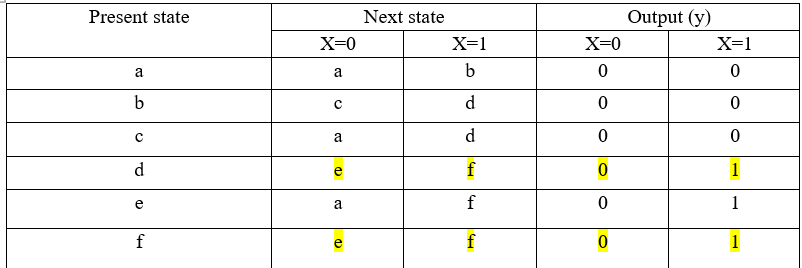 Present state Next state Output (y)
X=0 X=1 X=0 X=1
a a b 0 0
b c d 0 0
c a d 0 0
d e f 0 1
e a f 0 1
f e f 0 1